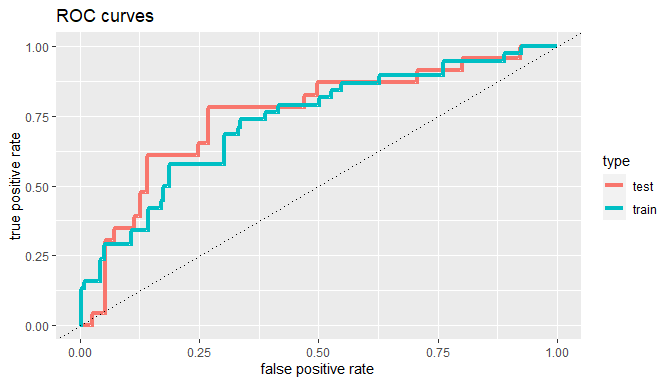 ROC curves
true positive rate
1.00
0.75
0.50
0.25
0.00
0.00 0.25 0.50 0.75 1.00
false positive rate
type
test
train